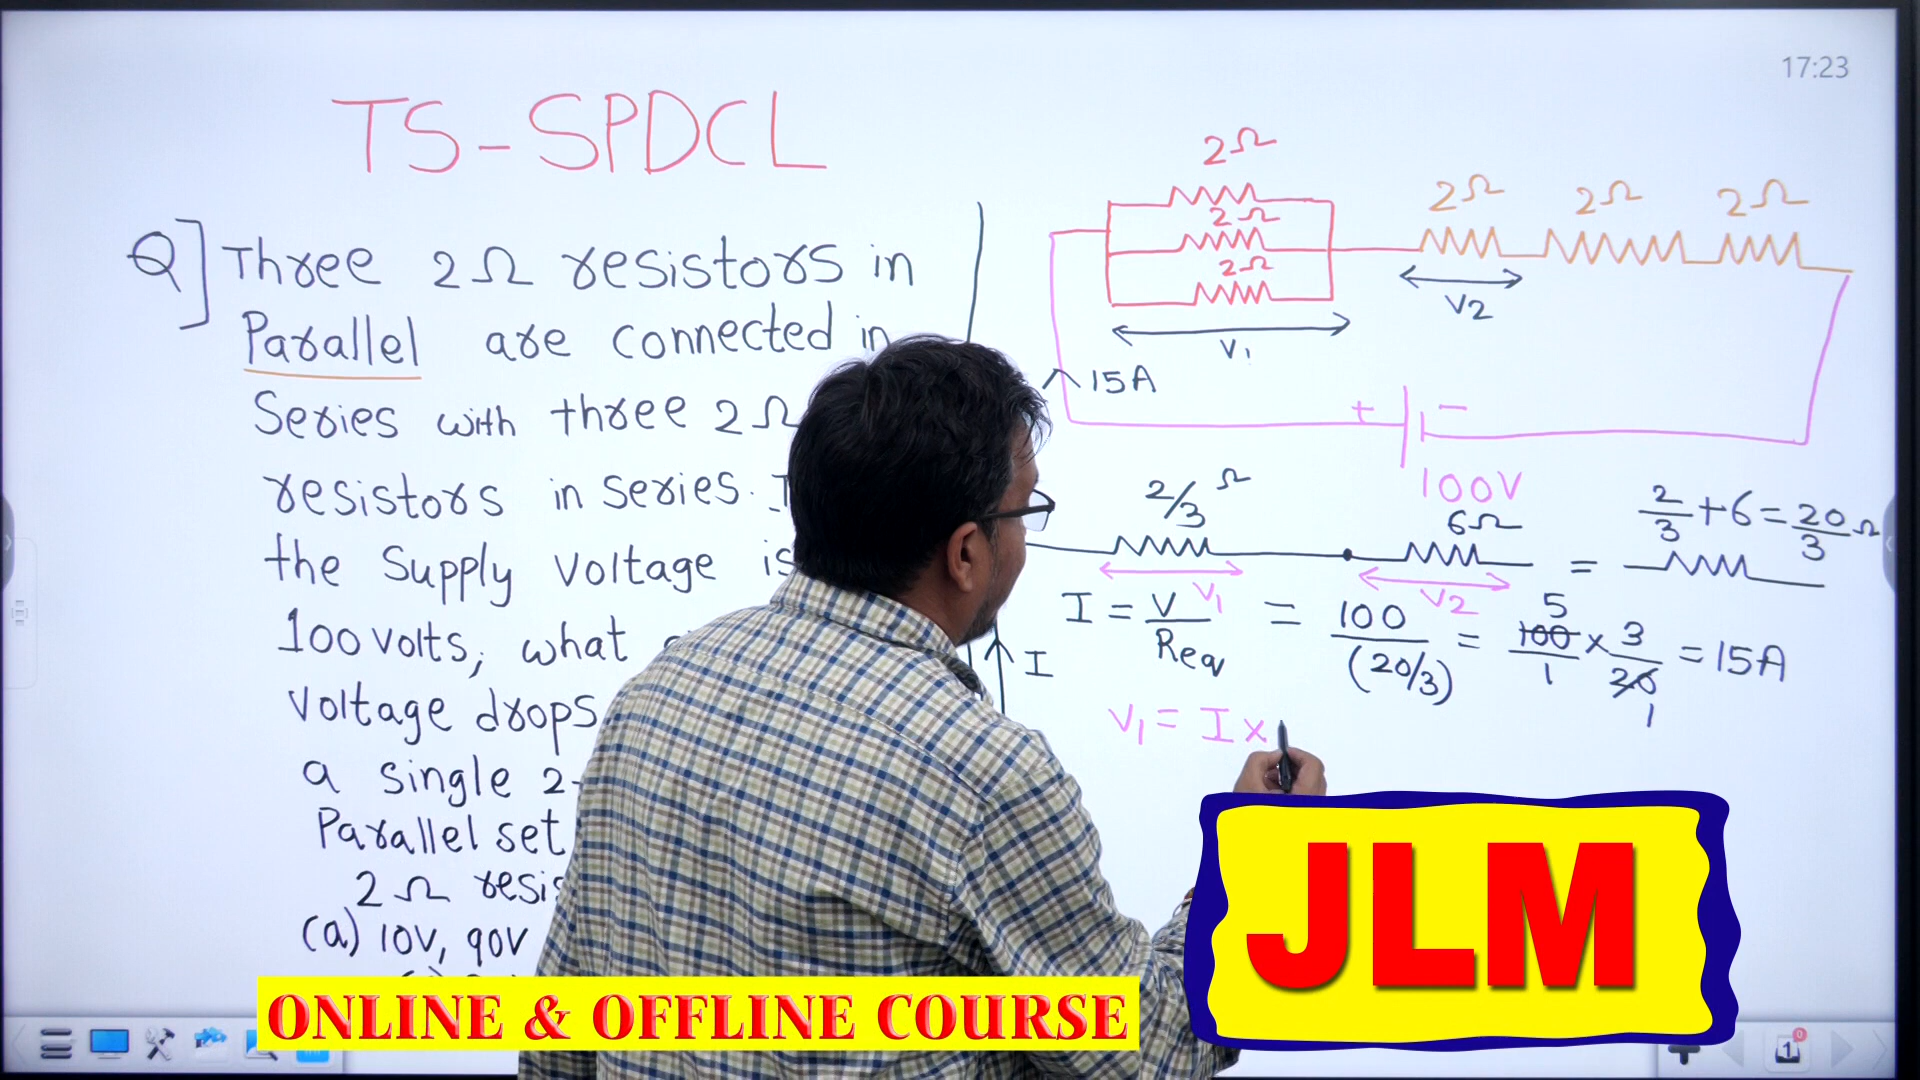 17:23
TS-SPDCL
Q] Three 2Ω resistors in
Parallel are connected in
Series with three 2Ω
resistors in series.
the Supply Voltage is
100 volts, what
voltage drops
a single 2-
Parallel set
2Ω
(a) 10V, 90V
2Ω
2Ω
2Ω
2Ω 2Ω 2Ω
V1
V2
15A
+ -
100V
2/3 Ω
6Ω
2/3 + 6 = 20/3 Ω
=
V1
V2
I
I = V/Req = 100/(20/3) = 100/1 × 3/20 = 15A
5
1
V1 = I ×
JLM
ONLINE & OFFLINE COURSE
1
0